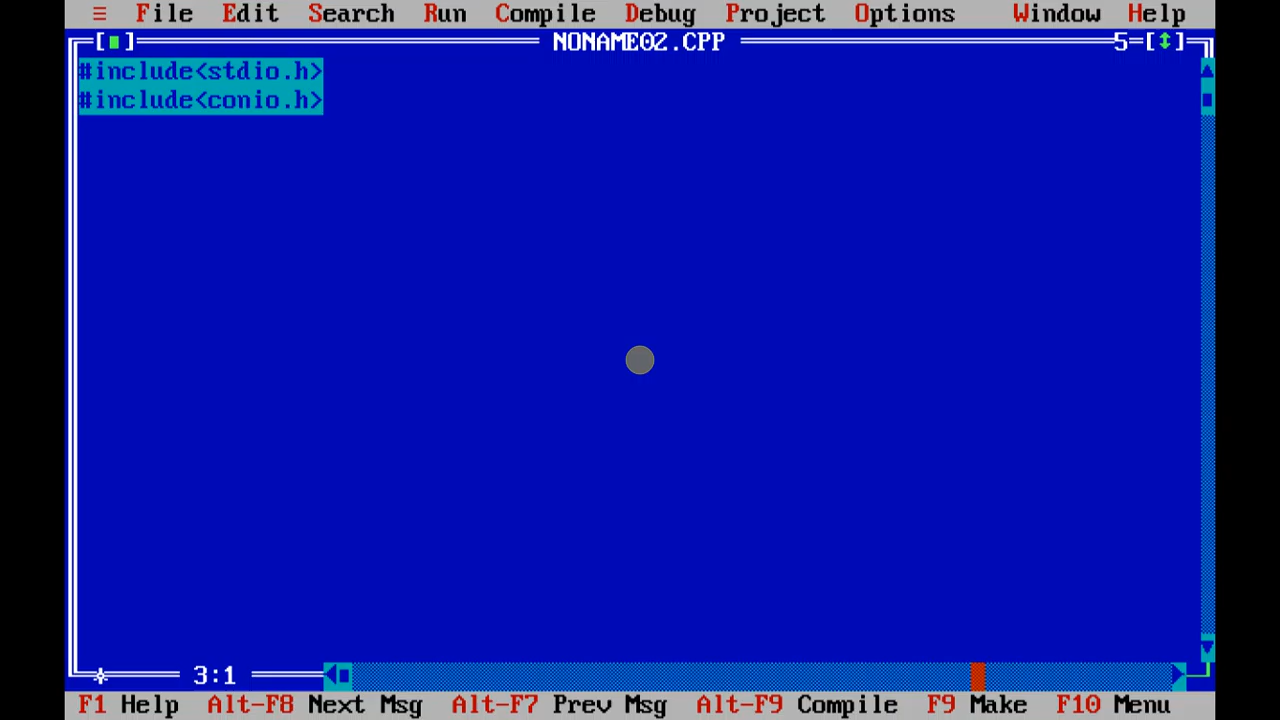 ≡ File Edit Search Run Compile Debug Project Options Window Help
[■] NONAME02.CPP 5=[↕]
#include<stdio.h>
#include<conio.h>
3:1
F1 Help Alt-F8 Next Msg Alt-F7 Prev Msg Alt-F9 Compile F9 Make F10 Menu